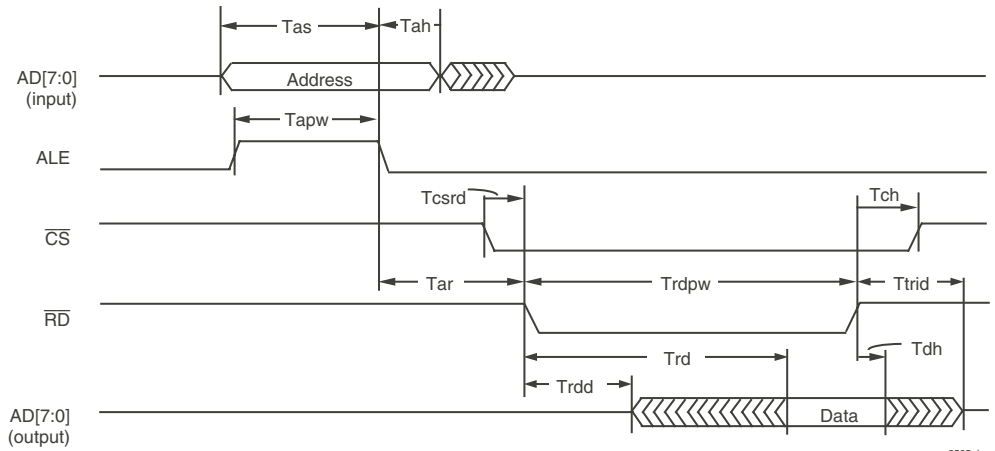 Tas
Tah
AD[7:0]
(input)
Address
Tapw
ALE
Tcsrd
Tch
CS
Tar
Trdpw
Ttrid
RD
Trd
Tdh
Trdd
AD[7:0]
(output)
Data